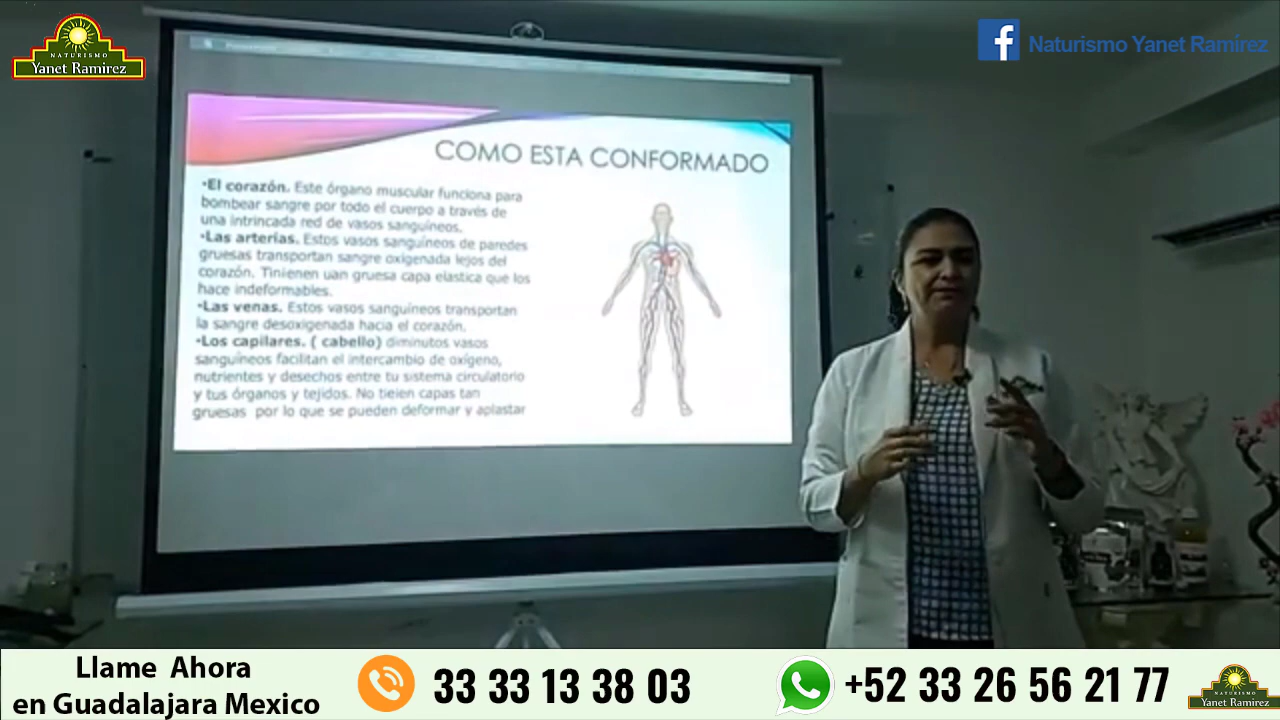 NATURISMO
Yanet Ramírez
Naturismo Yanet Ramírez
COMO ESTA CONFORMADO
•El corazón. Este órgano muscular funciona para
bombear sangre por todo el cuerpo a través de
una intrincada red de vasos sanguíneos.
•Las arterias. Estos vasos sanguíneos de paredes
gruesas transportan sangre oxigenada lejos del
corazón. Tinienen uan gruesa capa elastica que los
hace indeformables.
•Las venas. Estos vasos sanguíneos transportan
la sangre desoxigenada hacia el corazón.
•Los capilares. ( cabello) diminutos vasos
sanguíneos facilitan el intercambio de oxígeno,
nutrientes y desechos entre tu sistema circulatorio
y tus órganos y tejidos. No tieien capas tan
gruesas por lo que se pueden deformar y aplastar
Llame Ahora
en Guadalajara Mexico
33 33 13 38 03
+52 33 26 56 21 77
NATURISMO
Yanet Ramírez